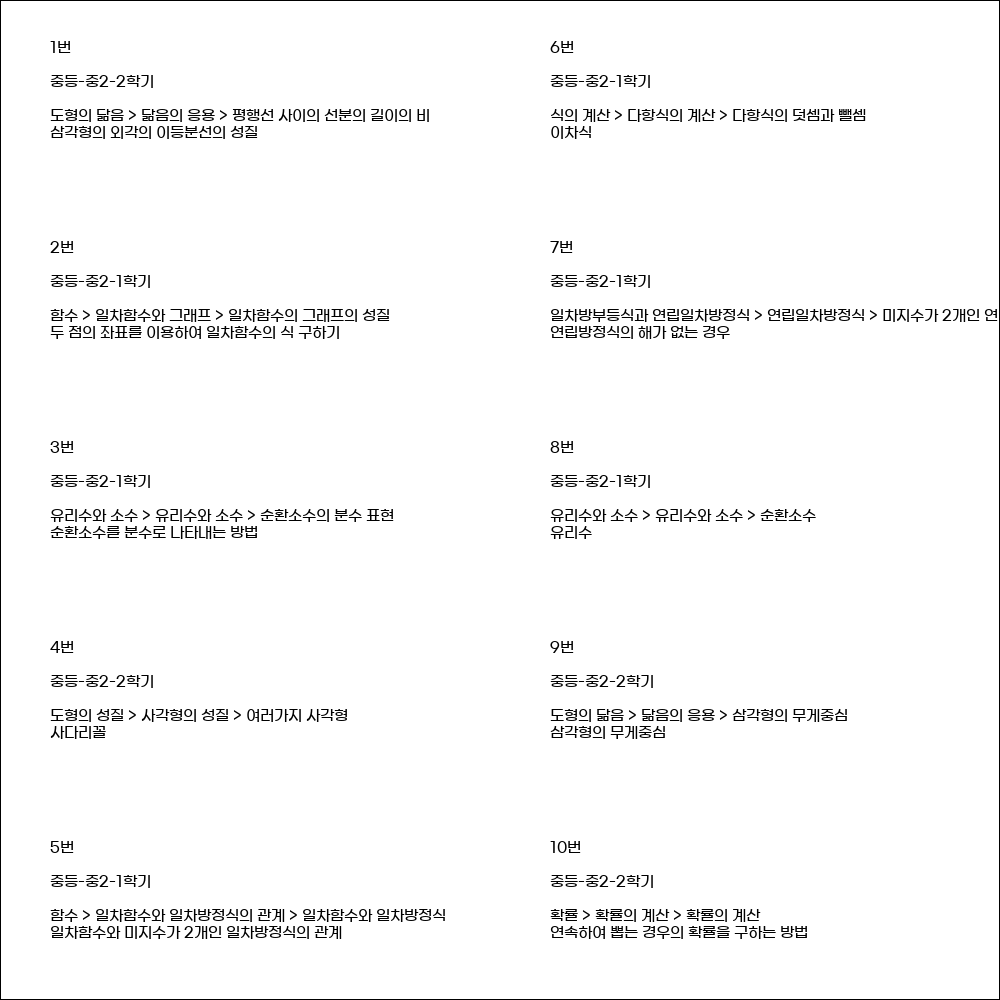 1번
중등-중2-2학기
도형의 닮음 > 닮음의 응용 > 평행선 사이의 선분의 길이의 비
삼각형의 외각의 이등분선의 성질
2번
중등-중2-1학기
함수 > 일차함수와 그래프 > 일차함수의 그래프의 성질
두 점의 좌표를 이용하여 일차함수의 식 구하기
3번
중등-중2-1학기
유리수와 소수 > 유리수와 소수 > 순환소수의 분수 표현
순환소수를 분수로 나타내는 방법
4번
중등-중2-2학기
도형의 성질 > 사각형의 성질 > 여러가지 사각형
사다리꼴
5번
중등-중2-1학기
함수 > 일차함수와 일차방정식의 관계 > 일차함수와 일차방정식
일차함수와 미지수가 2개인 일차방정식의 관계
6번
중등-중2-1학기
식의 계산 > 다항식의 계산 > 다항식의 덧셈과 뺄셈
이차식
7번
중등-중2-1학기
일차방부등식과 연립일차방정식 > 연립일차방정식 > 미지수가 2개인 연
연립방정식의 해가 없는 경우
8번
중등-중2-1학기
유리수와 소수 > 유리수와 소수 > 순환소수
유리수
9번
중등-중2-2학기
도형의 닮음 > 닮음의 응용 > 삼각형의 무게중심
삼각형의 무게중심
10번
중등-중2-2학기
확률 > 확률의 계산 > 확률의 계산
연속하여 뽑는 경우의 확률을 구하는 방법